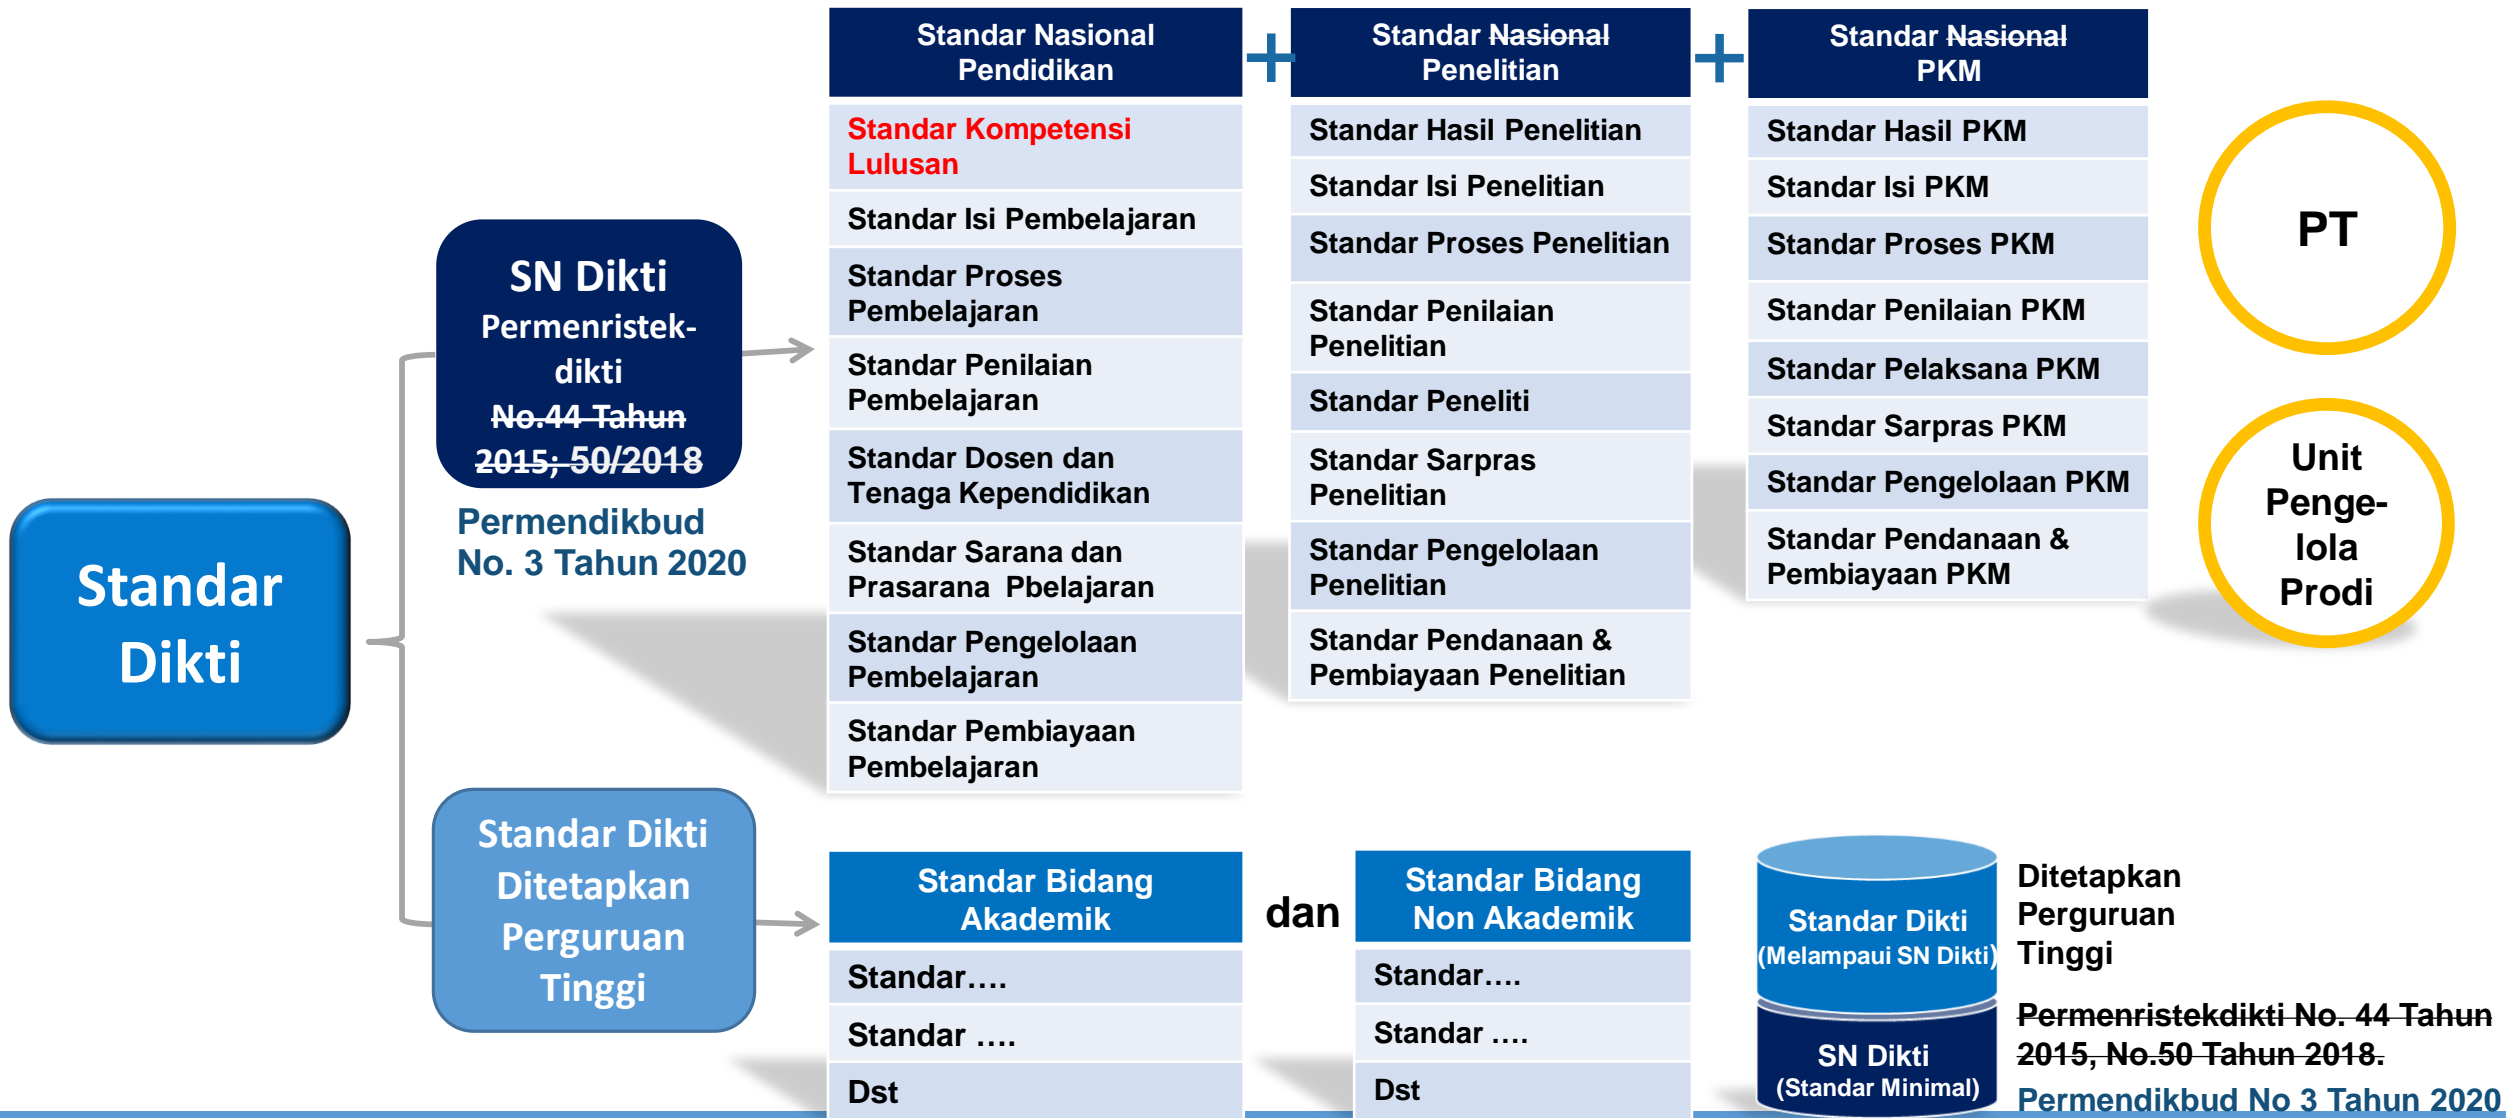 Standar
Dikti
SN Dikti
Permenristek-
dikti
No.44 Tahun
2015; 50/2018
Permendikbud
No. 3 Tahun 2020
Standar Nasional
Pendidikan
Standar Kompetensi
Lulusan
Standar Isi Pembelajaran
Standar Proses
Pembelajaran
Standar Penilaian
Pembelajaran
Standar Dosen dan
Tenaga Kependidikan
Standar Sarana dan
Prasarana Pbelajaran
Standar Pengelolaan
Pembelajaran
Standar Pembiayaan
Pembelajaran
+
Standar Nasional
Penelitian
Standar Hasil Penelitian
Standar Isi Penelitian
Standar Proses Penelitian
Standar Penilaian
Penelitian
Standar Peneliti
Standar Sarpras
Penelitian
Standar Pengelolaan
Penelitian
Standar Pendanaan &
Pembiayaan Penelitian
+
Standar Nasional
PKM
Standar Hasil PKM
Standar Isi PKM
Standar Proses PKM
Standar Penilaian PKM
Standar Pelaksana PKM
Standar Sarpras PKM
Standar Pengelolaan PKM
Standar Pendanaan &
Pembiayaan PKM
PT
Unit
Penge-
lola
Prodi
Standar Dikti
Ditetapkan
Perguruan
Tinggi
Standar Bidang
Akademik
Standar....
Standar ....
Dst
dan
Standar Bidang
Non Akademik
Standar....
Standar ....
Dst
Standar Dikti
(Melampaui SN Dikti)
SN Dikti
(Standar Minimal)
Ditetapkan
Perguruan
Tinggi
Permenristekdikti No. 44 Tahun
2015, No.50 Tahun 2018.
Permendikbud No 3 Tahun 2020